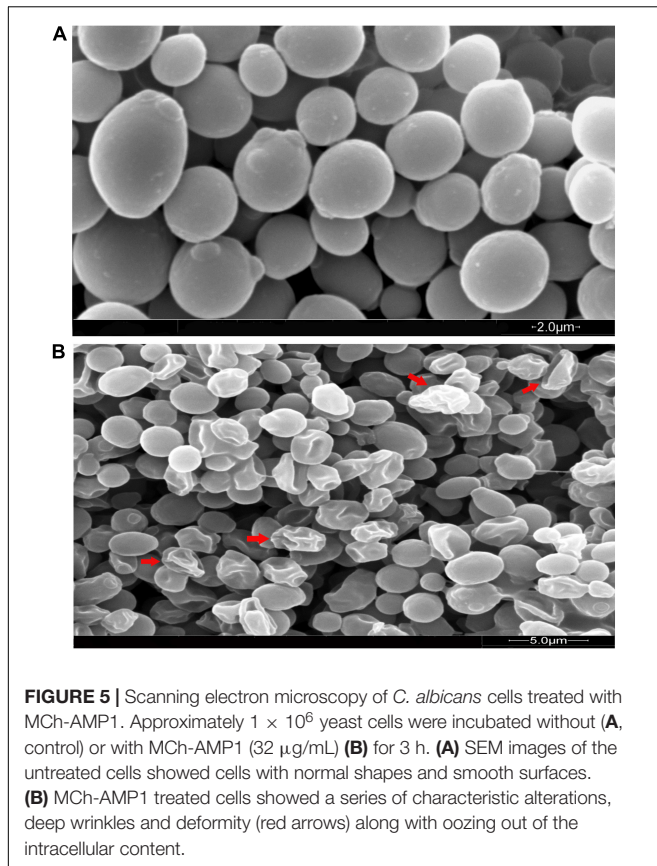 A
←2.0µm→
B
—5.0µm—
FIGURE 5 | Scanning electron microscopy of C. albicans cells treated with
MCh-AMP1. Approximately 1 × 10⁶ yeast cells were incubated without (A,
control) or with MCh-AMP1 (32 µg/mL) (B) for 3 h. (A) SEM images of the
untreated cells showed cells with normal shapes and smooth surfaces.
(B) MCh-AMP1 treated cells showed a series of characteristic alterations,
deep wrinkles and deformity (red arrows) along with oozing out of the
intracellular content.